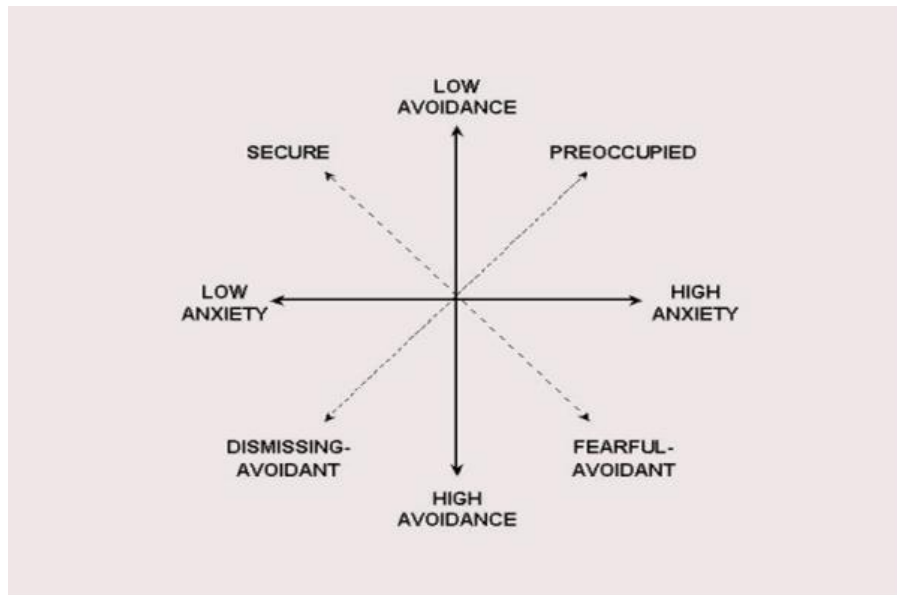 LOW
AVOIDANCE
SECURE
PREOCCUPIED
LOW
ANXIETY
HIGH
ANXIETY
DISMISSING-
AVOIDANT
FEARFUL-
AVOIDANT
HIGH
AVOIDANCE